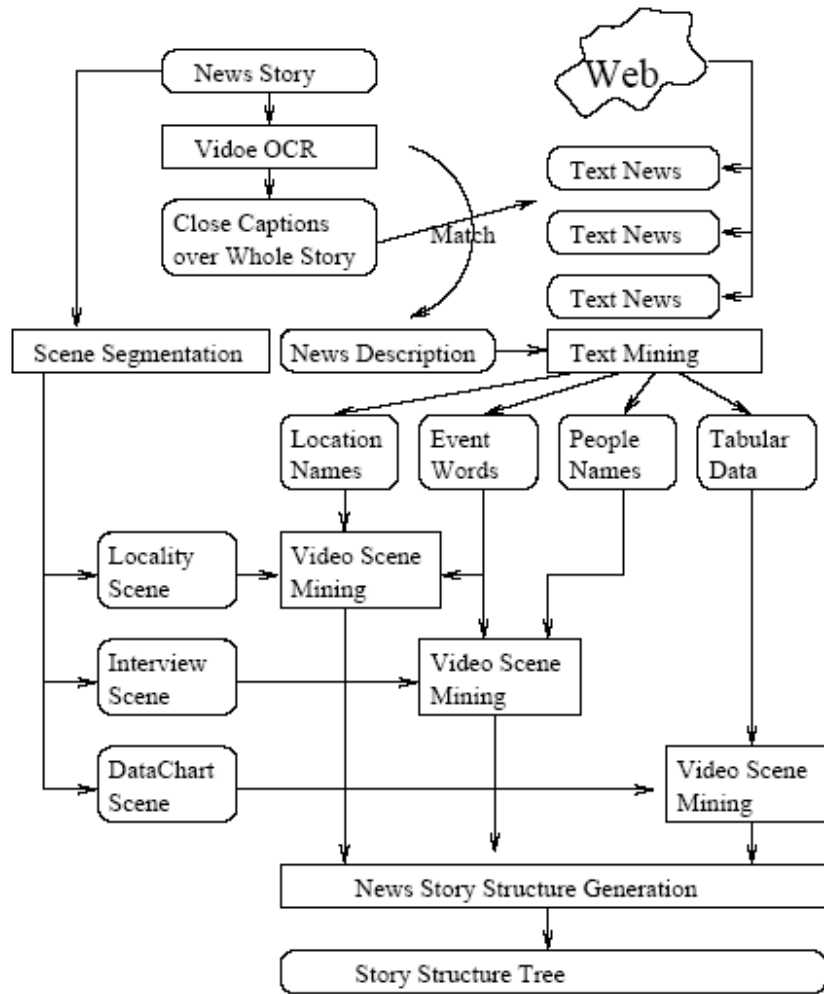 News Story
Web
Vidoe OCR
Text News
Close Captions
over Whole Story
Match
Text News
Text News
Scene Segmentation
News Description
Text Mining
Location
Names
Event
Words
People
Names
Tabular
Data
Locality
Scene
Video Scene
Mining
Interview
Scene
Video Scene
Mining
DataChart
Scene
Video Scene
Mining
News Story Structure Generation
Story Structure Tree